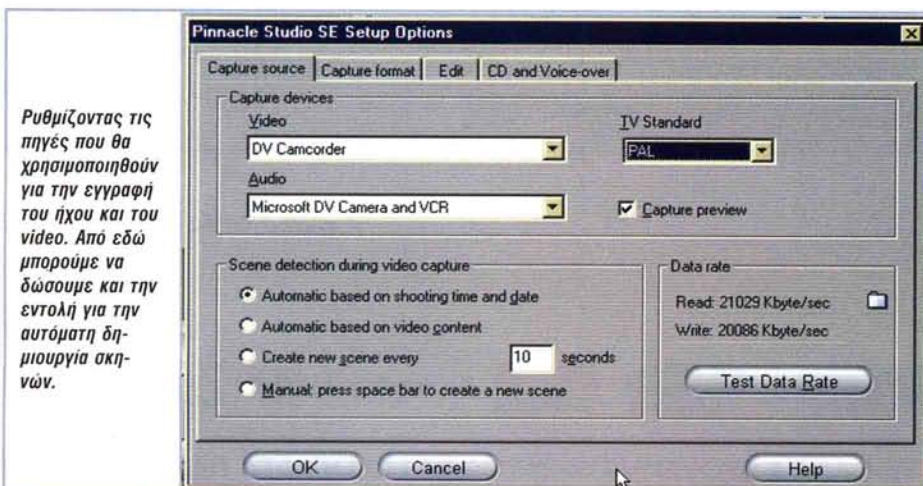 Ρυθμίζοντας τις
πηγές που θα
χρησιμοποιηθούν
για την εγγραφή
του ήχου και του
video. Από εδώ
μπορούμε να
δώσουμε και την
εντολή για την
αυτόματη δη-
μιουργία σκη-
νών.
Pinnacle Studio SE Setup Options
Capture source Capture format Edit CD and Voice-over
Capture devices
Video TV Standard
DV Camcorder PAL
Audio
Microsoft DV Camera and VCR Capture preview
Scene detection during video capture Data rate
Automatic based on shooting time and date Read: 21029 Kbyte/sec
Automatic based on video content Write: 20086 Kbyte/sec
Create new scene every 10 seconds
Manual: press space bar to create a new scene Test Data Rate
OK Cancel Help